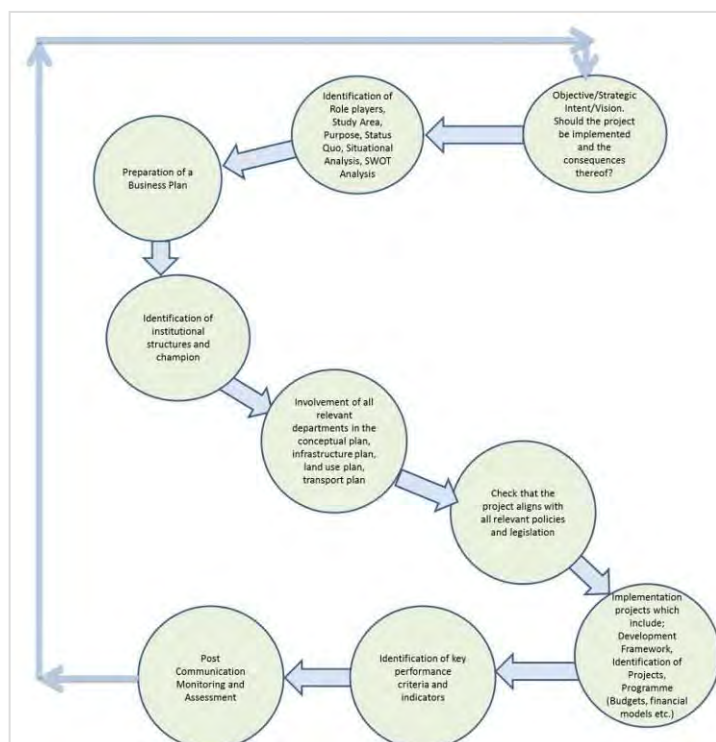 Objective/Strategic
Intent/Vision.
Should the project
be implemented
and the
consequences
thereof?
Identification of
Role players,
Study Area,
Purpose, Status
Quo, Situational
Analysis, SWOT
Analysis
Preparation of a
Business Plan
Identification of
institutional
structures and
champion
Involvement of all
relevant
departments in the
conceptual plan,
infrastructure plan,
land use plan,
transport plan
Check that the
project aligns with
all relevant policies
and legislation
Implementation
projects which
include;
Development
Framework,
Identification of
Projects,
Programme
(Budgets, financial
models etc.)
Identification of key
performance
criteria and
indicators
Post
Communication
Monitoring and
Assessment